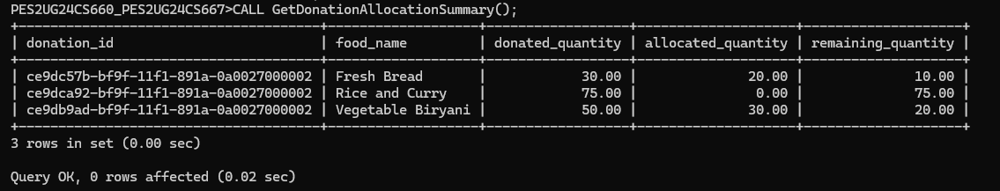 PES2UG24CS660_PES2UG24CS667>CALL GetDonationAllocationSummary();
+--------------------------------------+-------------------+------------------+--------------------+--------------------+
| donation_id | food_name | donated_quantity | allocated_quantity | remaining_quantity |
+--------------------------------------+-------------------+------------------+--------------------+--------------------+
| ce9dc57b-bf9f-11f1-891a-0a0027000002 | Fresh Bread | 30.00 | 20.00 | 10.00 |
| ce9dca92-bf9f-11f1-891a-0a0027000002 | Rice and Curry | 75.00 | 0.00 | 75.00 |
| ce9db9ad-bf9f-11f1-891a-0a0027000002 | Vegetable Biryani | 50.00 | 30.00 | 20.00 |
+--------------------------------------+-------------------+------------------+--------------------+--------------------+
3 rows in set (0.00 sec)
Query OK, 0 rows affected (0.02 sec)